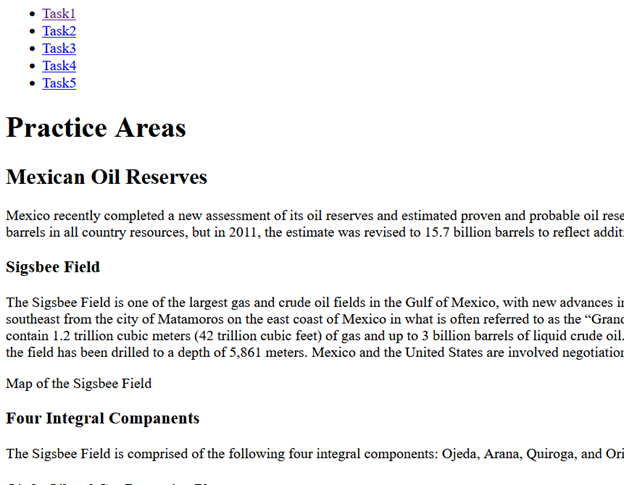 Task1
Task2
Task3
Task4
Task5
Practice Areas
Mexican Oil Reserves
Mexico recently completed a new assessment of its oil reserves and estimated proven and probable oil rese
barrels in all country resources, but in 2011, the estimate was revised to 15.7 billion barrels to reflect addit
Sigsbee Field
The Sigsbee Field is one of the largest gas and crude oil fields in the Gulf of Mexico, with new advances in
southeast from the city of Matamoros on the east coast of Mexico in what is often referred to as the “Grand
contain 1.2 trillion cubic meters (42 trillion cubic feet) of gas and up to 3 billion barrels of liquid crude oil.
the field has been drilled to a depth of 5,861 meters. Mexico and the United States are involved negotiation
Map of the Sigsbee Field
Four Integral Companents
The Sigsbee Field is comprised of the following four integral components: Ojeda, Arana, Quiroga, and Ori